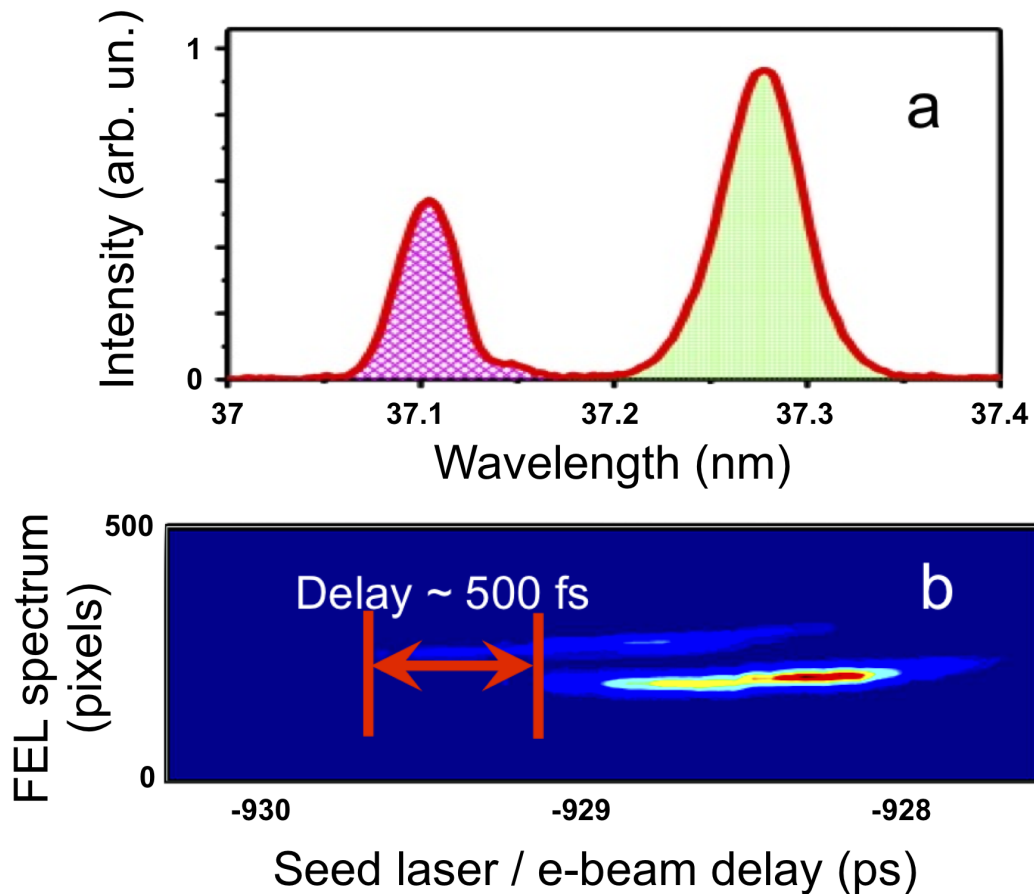 1
a
Intensity (arb. un.)
0
37 37.1 37.2 37.3 37.4
Wavelength (nm)
500
Delay ~ 500 fs
b
FEL spectrum
(pixels)
0
-930 -929 -928
Seed laser / e-beam delay (ps)